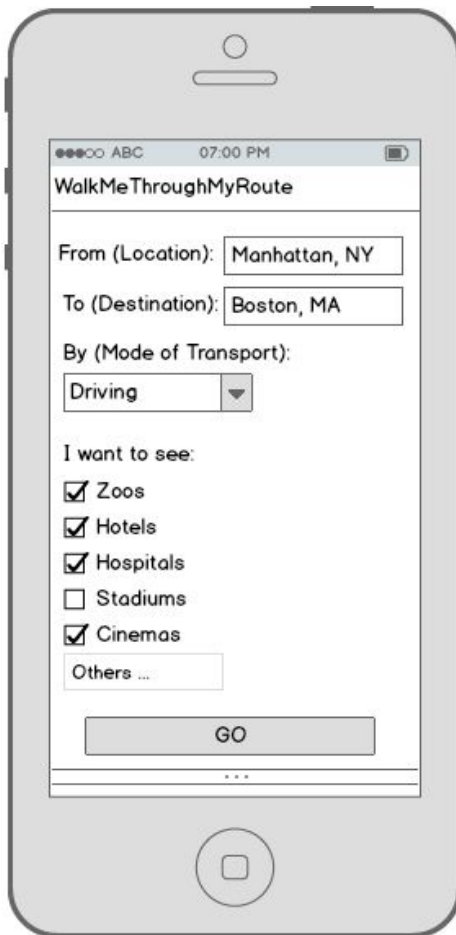 ABC 07:00 PM
WalkMeThroughMyRoute
From (Location): Manhattan, NY
To (Destination): Boston, MA
By (Mode of Transport):
Driving
I want to see:
Zoos
Hotels
Hospitals
Stadiums
Cinemas
Others ...
GO
...